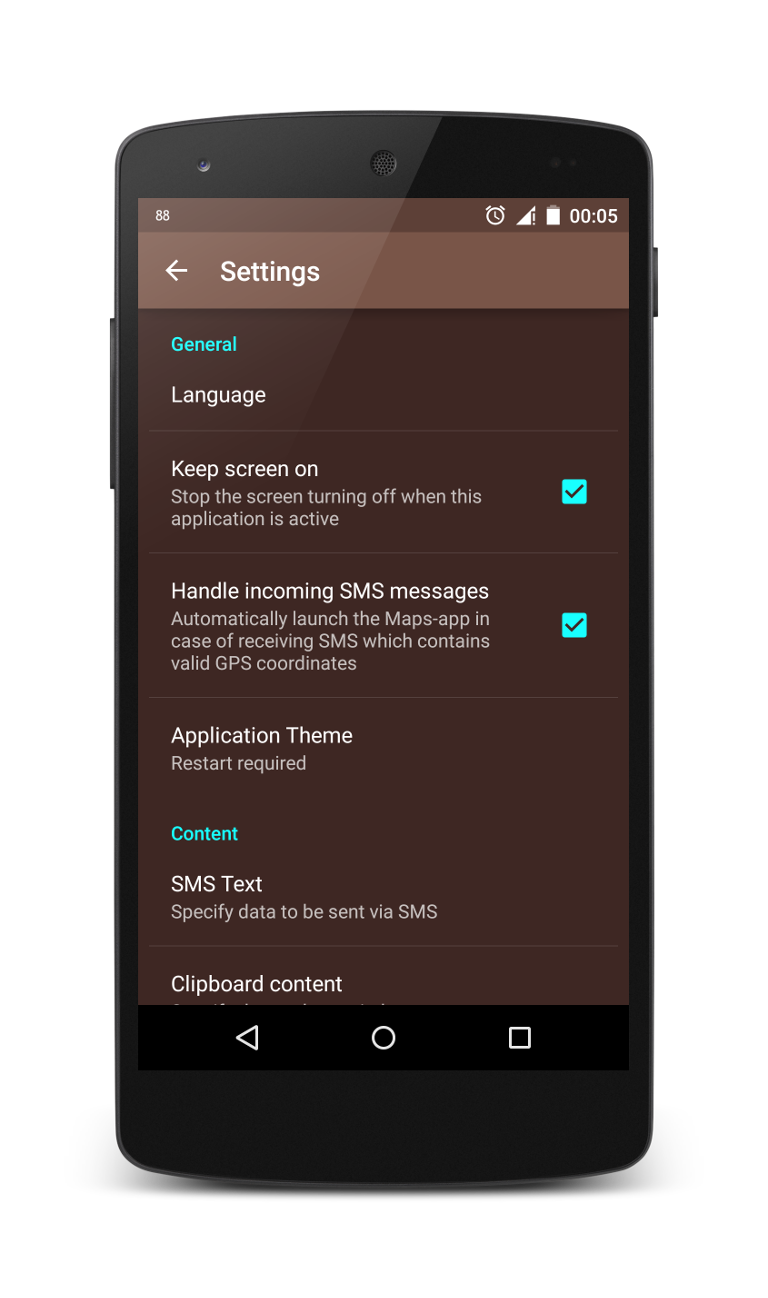 88 00:05
Settings
General
Language
Keep screen on
Stop the screen turning off when this
application is active
Handle incoming SMS messages
Automatically launch the Maps-app in
case of receiving SMS which contains
valid GPS coordinates
Application Theme
Restart required
Content
SMS Text
Specify data to be sent via SMS
Clipboard content